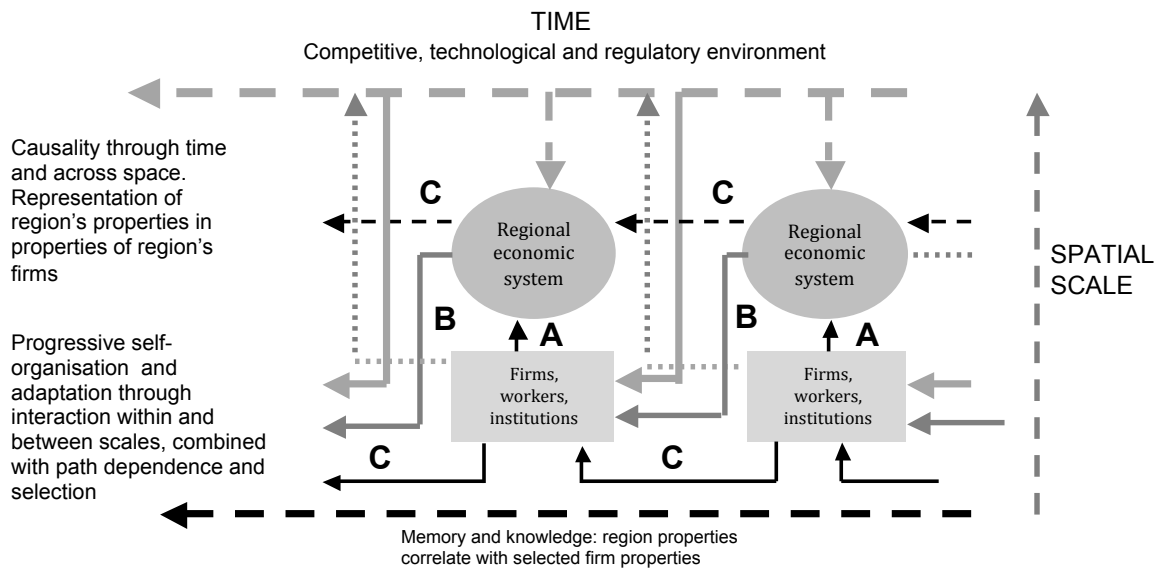 TIME
Competitive, technological and regulatory environment
Causality through time
and across space.
Representation of
region's properties in
properties of region's
firms
C
C
Regional
economic
system
Regional
economic
system
SPATIAL
SCALE
B
A
B
A
Progressive self-
organisation and
adaptation through
interaction within and
between scales, combined
with path dependence and
selection
Firms,
workers,
institutions
Firms,
workers,
institutions
C
C
Memory and knowledge: region properties
correlate with selected firm properties